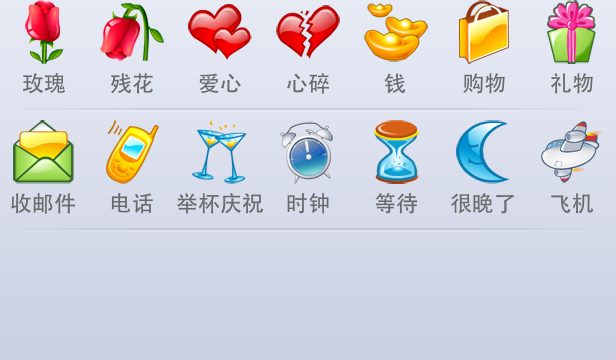 玫瑰 残花 爱心 心碎 钱 购物 礼物
收邮件 电话 举杯庆祝 时钟 等待 很晚了 飞机